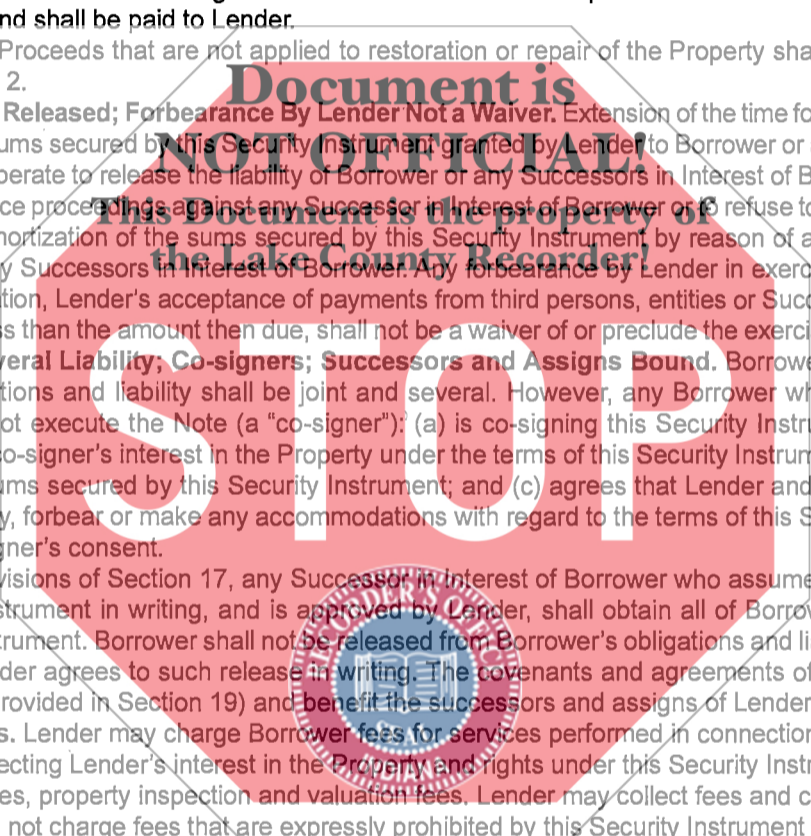 nd shall be paid to Lender.
Proceeds that are not applied to restoration or repair of the Property sha
2.
Document is
Released; Forbearance By Lender Not a Waiver. Extension of the time fo
NOT OFFICIAL!
ums secured by this Security Instrument granted by Lender to Borrower or
perate to release the liability of Borrower or any Successors in Interest of B
This Document is the property of
ce proceedings against any Successor in Interest of Borrower or refuse to
mortization of the sums secured by this Security Instrument by reason of a
the Lake County Recorder!
y Successors in Interest of Borrower. Any forbearance by Lender in exerc
tion, Lender's acceptance of payments from third persons, entities or Suc
s than the amount then due, shall not be a waiver of or preclude the exerci
STOP
veral Liability; Co-signers; Successors and Assigns Bound. Borrowe
tions and liability shall be joint and several. However, any Borrower w
ot execute the Note (a “co-signer”): (a) is co-signing this Security Instru
o-signer's interest in the Property under the terms of this Security Instrum
ms secured by this Security Instrument; and (c) agrees that Lender and
y, forbear or make any accommodations with regard to the terms of this S
gner's consent.
visions of Section 17, any Successor in Interest of Borrower who assume
strument in writing, and is approved by Lender, shall obtain all of Borro
trument. Borrower shall not be released from Borrower's obligations and li
der agrees to such release in writing. The covenants and agreements o
rovided in Section 19) and benefit the successors and assigns of Lender
s. Lender may charge Borrower fees for services performed in connection
ecting Lender's interest in the Property and rights under this Security Instr
es, property inspection and valuation fees. Lender may collect fees and c
not charge fees that are expressly prohibited by this Security Instrument
RECORDER'S OFFICE
SEAL
INDIANA